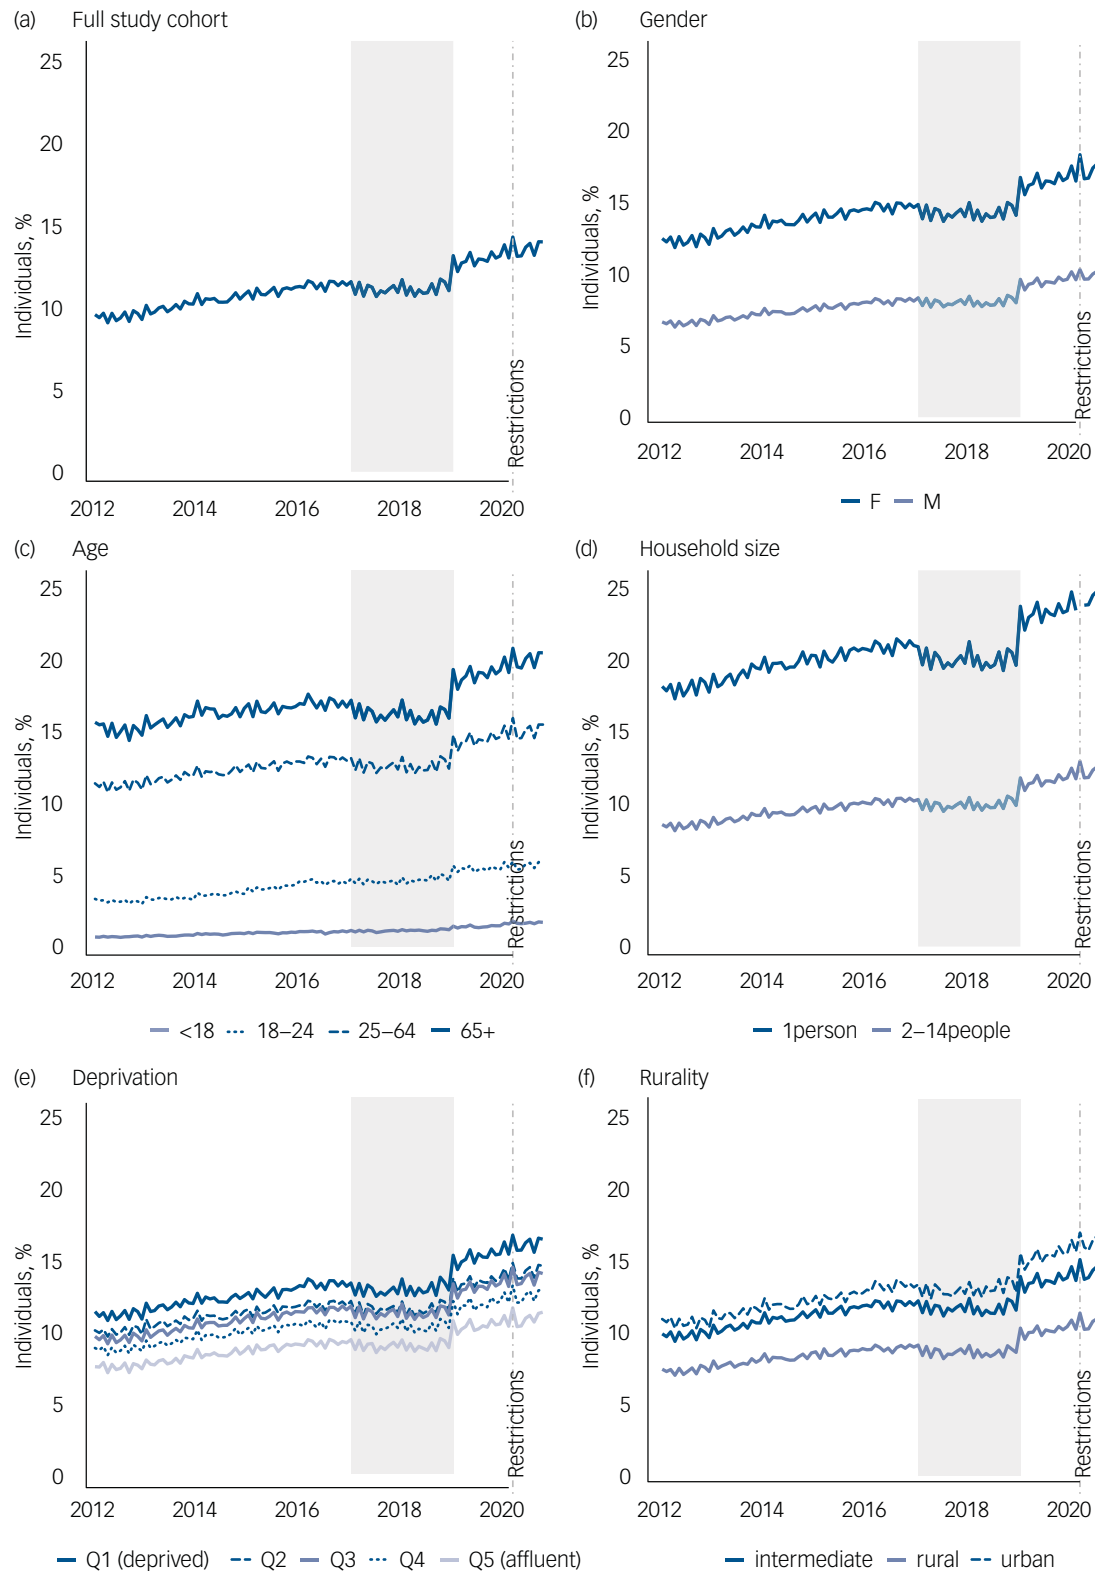 (a) Full study cohort
25
20
15
10
5
0
Individuals, %
Restrictions
2012 2014 2016 2018 2020
(b) Gender
25
20
15
10
5
0
Individuals, %
Restrictions
2012 2014 2016 2018 2020
F M
(c) Age
25
20
15
10
5
0
Individuals, %
Restrictions
2012 2014 2016 2018 2020
<18 18–24 25–64 65+
(d) Household size
25
20
15
10
5
0
Individuals, %
Restrictions
2012 2014 2016 2018 2020
1person 2–14people
(e) Deprivation
25
20
15
10
5
0
Individuals, %
Restrictions
2012 2014 2016 2018 2020
Q1 (deprived) Q2 Q3 Q4 Q5 (affluent)
(f) Rurality
25
20
15
10
5
0
Individuals, %
Restrictions
2012 2014 2016 2018 2020
intermediate rural urban